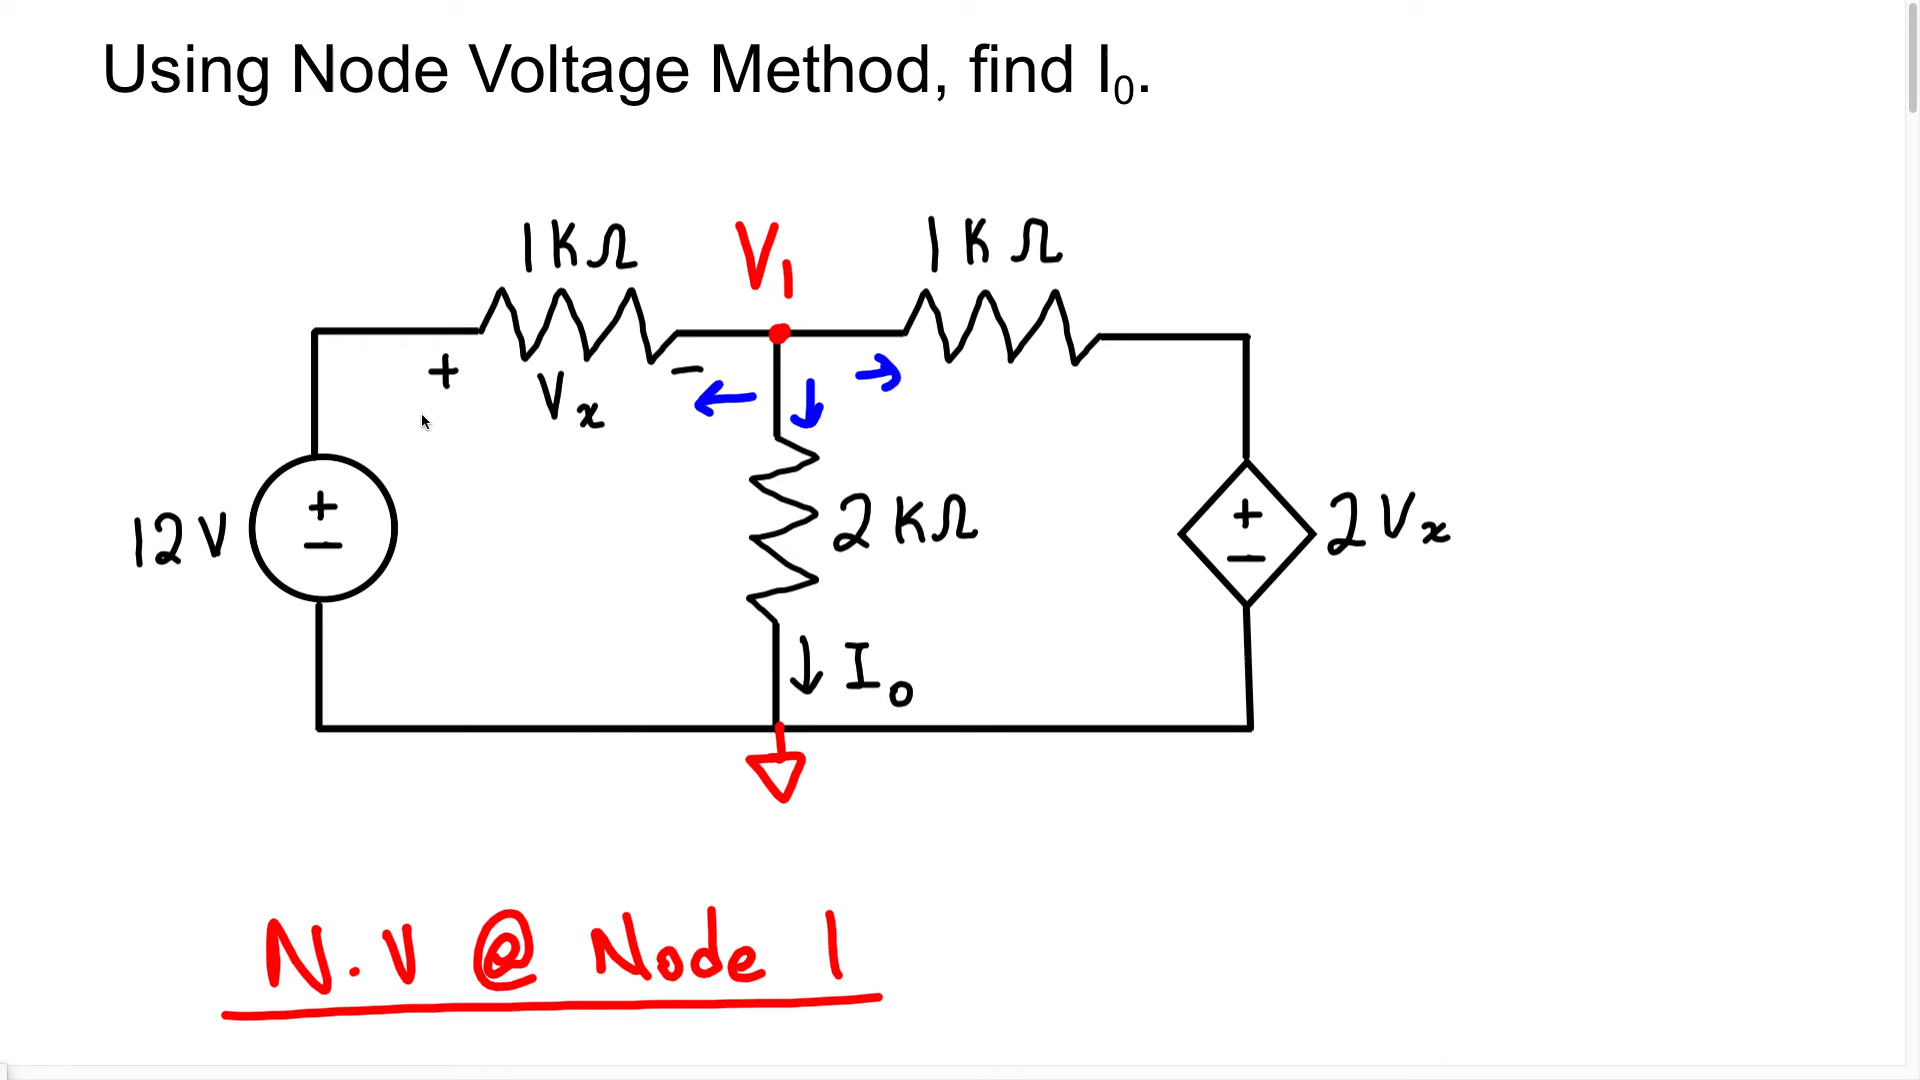 Using Node Voltage Method, find I₀.
1KΩ V₁ 1KΩ
+ Vx −
12V + − 2KΩ + − 2Vx
↓ I₀
N.V @ Node 1